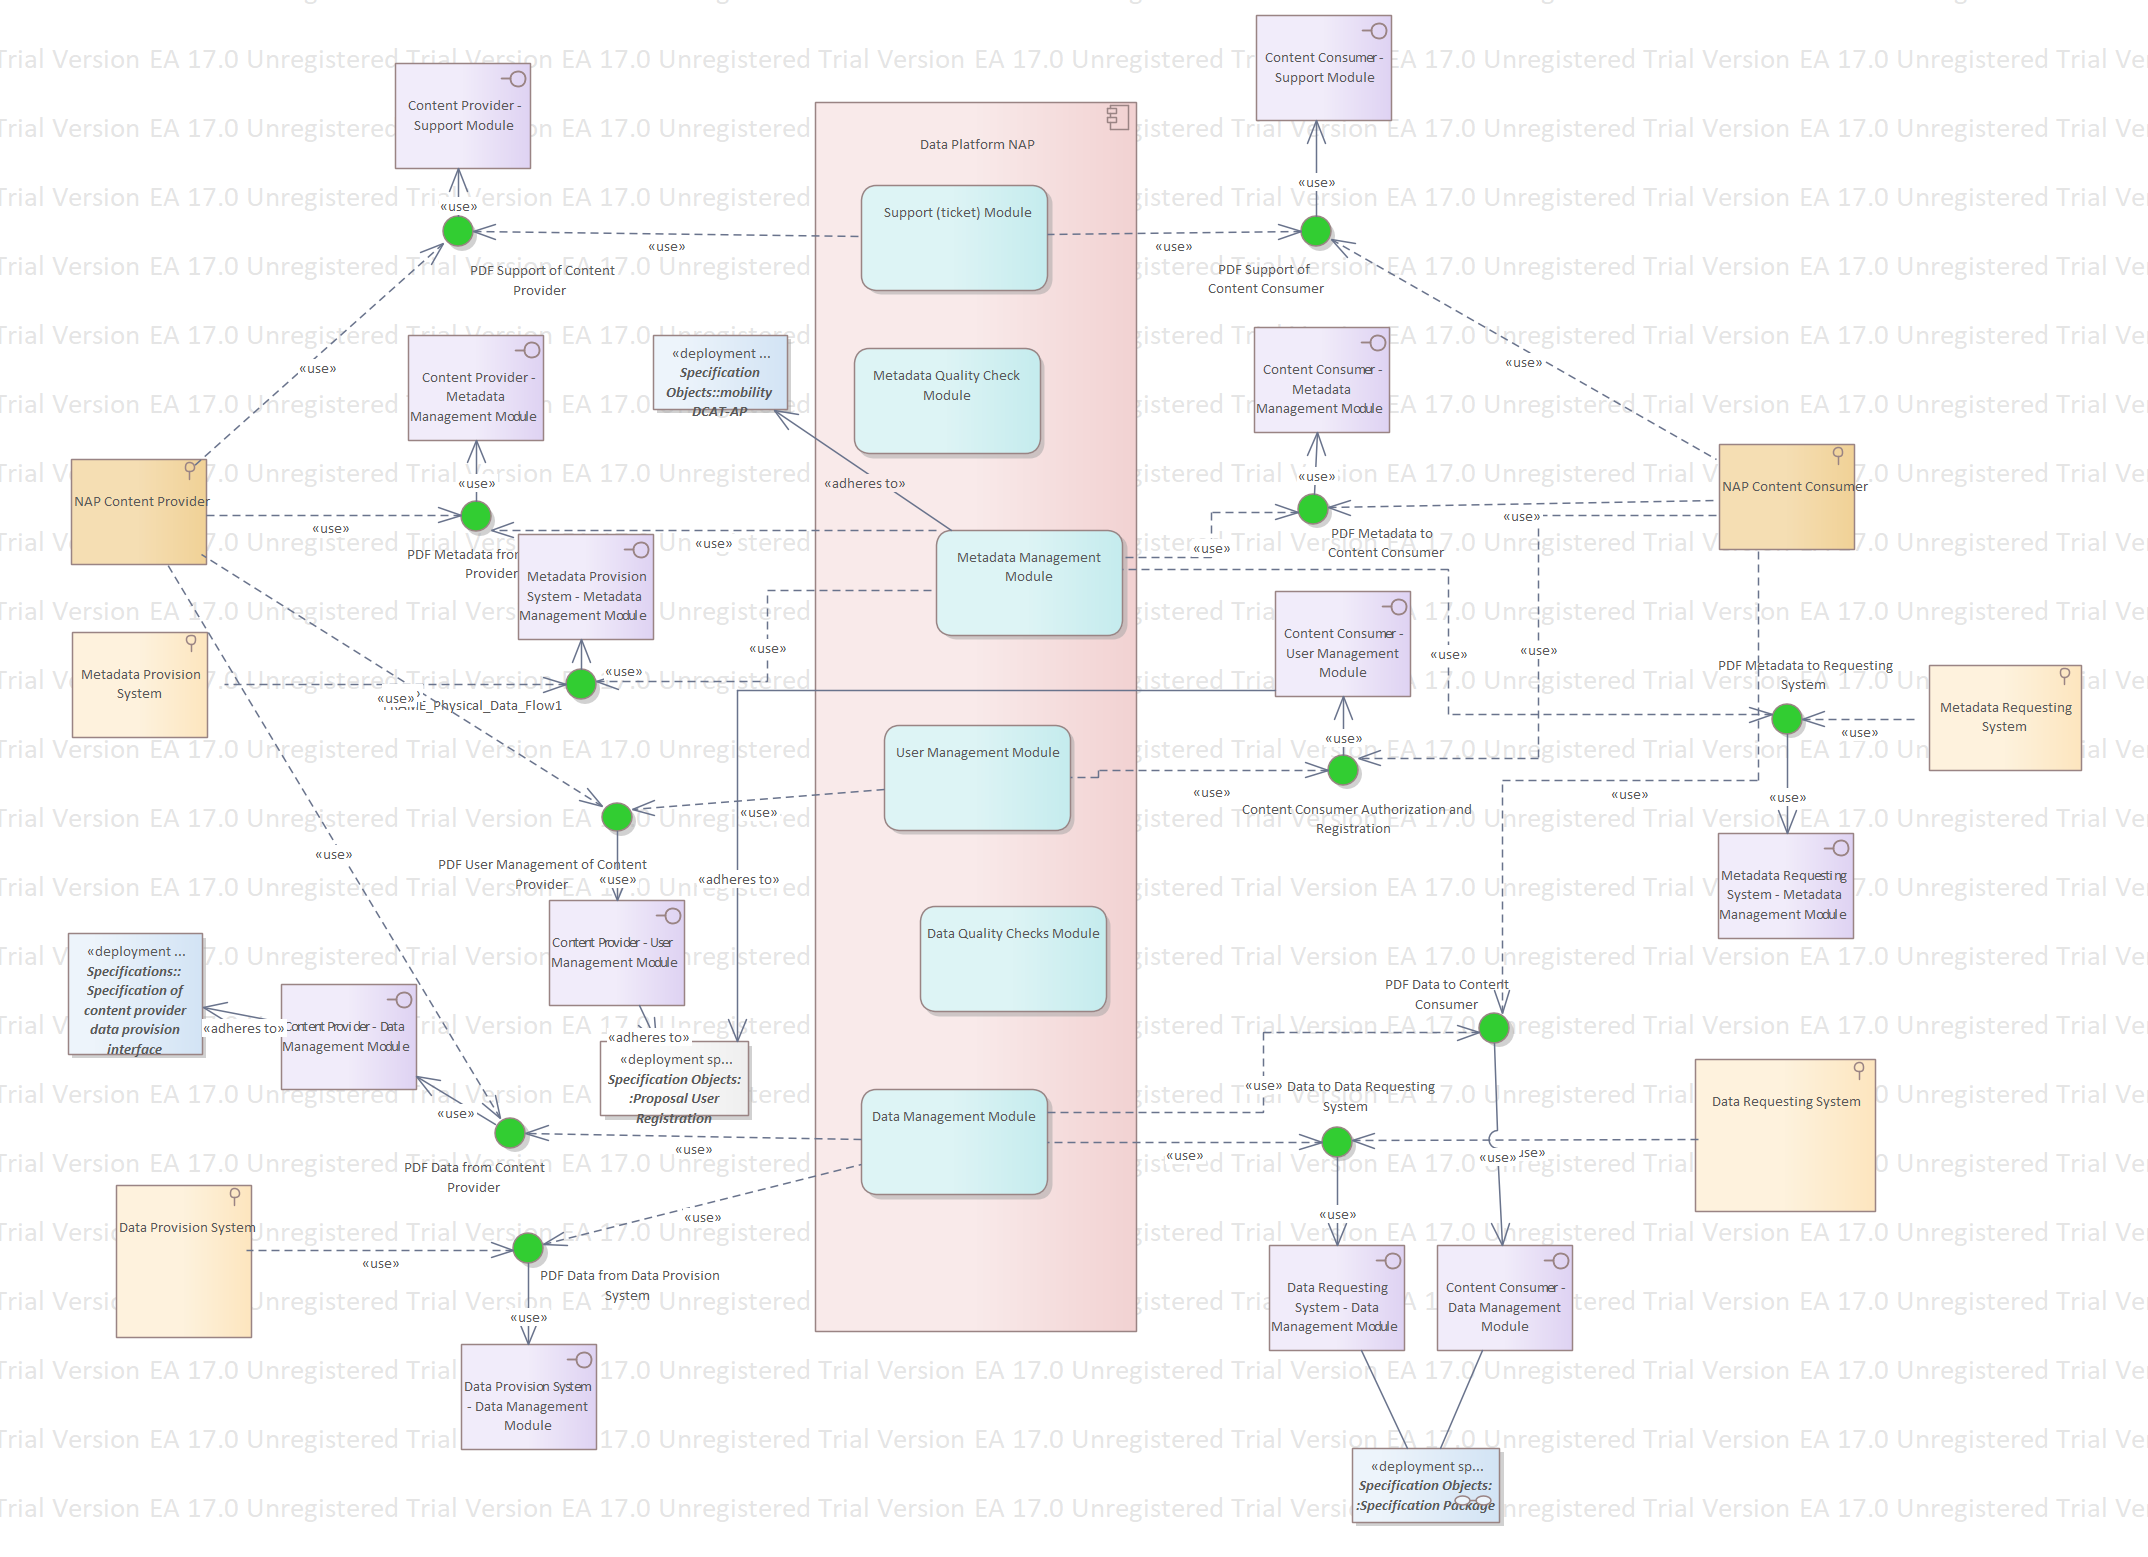 Trial Version EA 17.0 Unregistered Trial Version EA 17.0 Unregistered Trial Version EA 17.0 Unregistered Trial Version
Content Consumer -
Support Module
Content Provider -
Support Module
Data Platform NAP
«use»
«use»
Support (ticket) Module
«use»
«use»
PDF Support of Content
Provider
PDF Support of
Content Consumer
«use»
«use»
«deployment ...
Specification
Objects::mobility
DCAT-AP
Content Provider -
Metadata
Management Module
Metadata Quality Check
Module
Content Consumer -
Metadata
Management Module
«use»
«adheres to»
«use»
NAP Content Provider
NAP Content Consumer
«use»
«use»
«use»
«use»
PDF Metadata from
Provider
PDF Metadata to
Content Consumer
Metadata Provision
System - Metadata
Management Module
Metadata Management
Module
Content Consumer -
User Management
Module
«use»
«use»
«use»
«use»
PDF Metadata to Requesting
System
Metadata Provision
System
«use»
Physical_Data_Flow1
Metadata Requesting
System
«use»
User Management Module
«use»
«use»
«use»
«use»
«use»
«use»
Content Consumer Authorization and
Registration
«use»
PDF User Management of Content
Provider
«use»
«adheres to»
Metadata Requesting
System - Metadata
Management Module
Content Provider - User
Management Module
Data Quality Checks Module
«deployment ...
Specifications::
Specification of
content provider
data provision
interface
«adheres to»
Content Provider - Data
Management Module
PDF Data to Content
Consumer
«adheres to»
«deployment sp...
Specification Objects:
:Proposal User
Registration
«use»
Data Management Module
«use»
Data to Data Requesting
System
Data Requesting System
«use»
«use»
«use»
use»
PDF Data from Content
Provider
Data Provision System
«use»
«use»
«use»
PDF Data from Data Provision
System
«use»
Data Requesting
System - Data
Management Module
Content Consumer -
Data Management
Module
Data Provision System
- Data Management
Module
«deployment sp...
Specification Objects:
:Specification Package